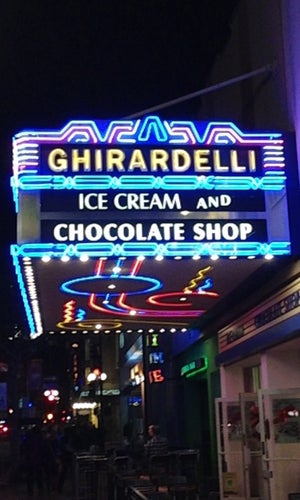 GHIRARDELLI
ICE CREAM AND
CHOCOLATE SHOP